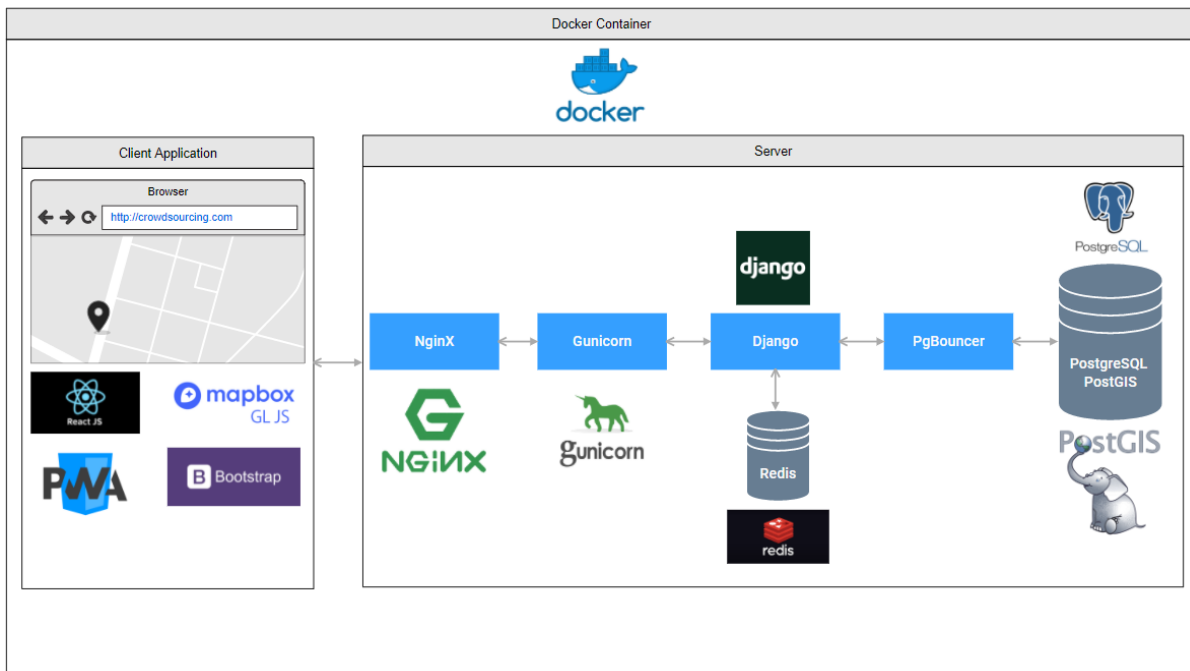 Docker Container
docker
Client Application
Browser
http://crowdsourcing.com
React JS
mapbox
GL JS
PWA
B Bootstrap
Server
PostgreSQL
django
NginX
Gunicorn
Django
PgBouncer
PostgreSQL
PostGIS
NGiNX
gunicorn
Redis
redis
PostGIS